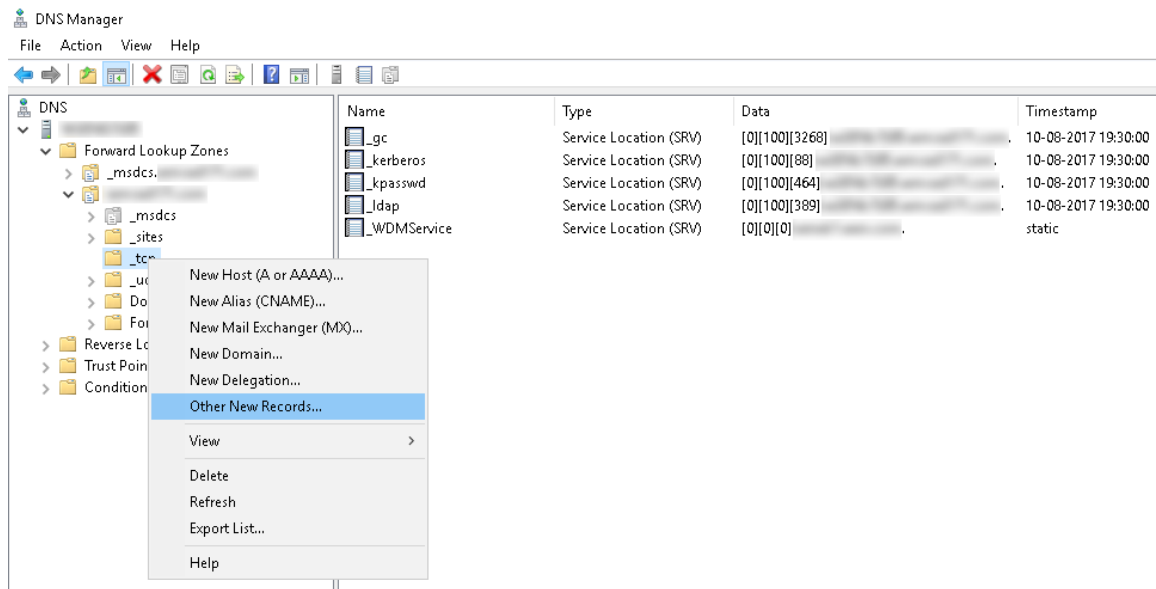 DNS Manager
File Action View Help
DNS
Forward Lookup Zones
_msdcs.
_msdcs
_sites
_tcp
Reverse Lo
Trust Poin
Condition
Name Type Data Timestamp
_gc Service Location (SRV) [0][100][3268] . 10-08-2017 19:30:00
_kerberos Service Location (SRV) [0][100][88] . 10-08-2017 19:30:00
_kpasswd Service Location (SRV) [0][100][464] . 10-08-2017 19:30:00
_ldap Service Location (SRV) [0][100][389] . 10-08-2017 19:30:00
_WDMService Service Location (SRV) [0][0][0] . static
New Host (A or AAAA)...
New Alias (CNAME)...
New Mail Exchanger (MX)...
New Domain...
New Delegation...
Other New Records...
View
Delete
Refresh
Export List...
Help